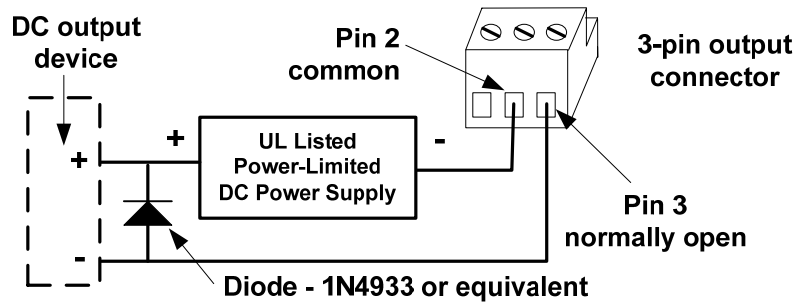 DC output
device
Pin 2
common
3-pin output
connector
+
+
UL Listed
Power-Limited
DC Power Supply
-
-
Pin 3
normally open
Diode - 1N4933 or equivalent